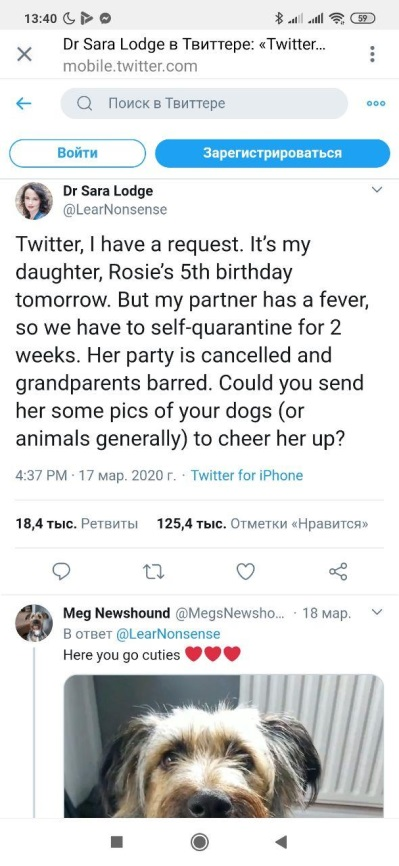 13:40
59
Dr Sara Lodge в Твиттере: «Twitter...
mobile.twitter.com
Поиск в Твиттере
Войти
Зарегистрироваться
Dr Sara Lodge
@LearNonsense
Twitter, I have a request. It’s my
daughter, Rosie’s 5th birthday
tomorrow. But my partner has a fever,
so we have to self-quarantine for 2
weeks. Her party is cancelled and
grandparents barred. Could you send
her some pics of your dogs (or
animals generally) to cheer her up?
4:37 PM · 17 мар. 2020 г. · Twitter for iPhone
18,4 тыс. Ретвиты 125,4 тыс. Отметки «Нравится»
Meg Newshound @MegsNewsho... · 18 мар.
В ответ @LearNonsense
Here you go cuties ❤❤❤